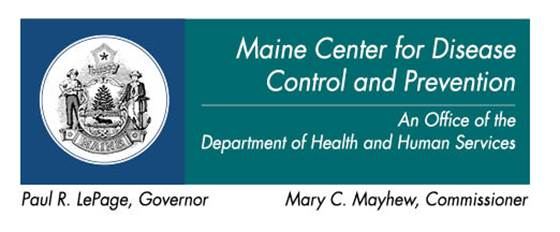 Maine Center for Disease
Control and Prevention
An Office of the
Department of Health and Human Services
MAINE
Paul R. LePage, Governor
Mary C. Mayhew, Commissioner